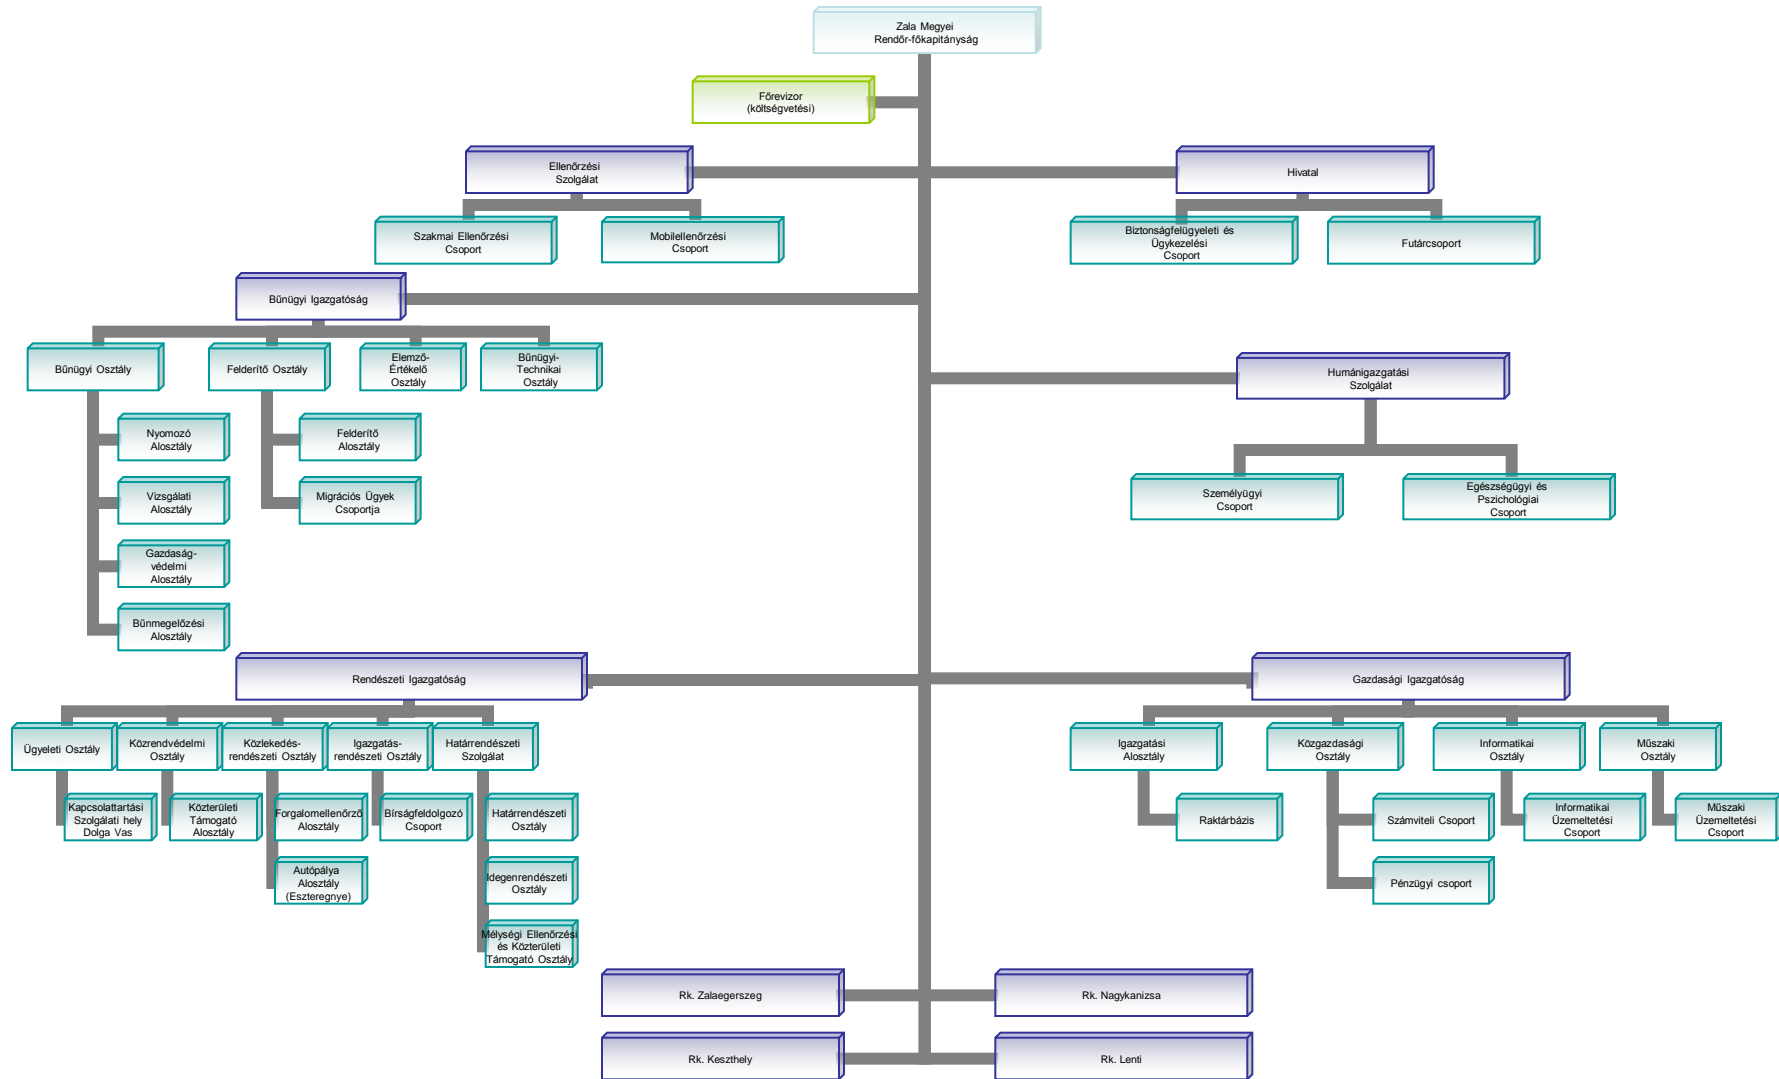 Zala Megyei
Rendőr-főkapitányság
Főrevizor
(költségvetési)
Ellenőrzési
Szolgálat
Hivatal
Szakmai Ellenőrzési
Csoport
Mobilellenőrzési
Csoport
Biztonságfelügyeleti és
Ügykezelési
Csoport
Futárcsoport
Bűnügyi Igazgatóság
Bűnügyi Osztály
Felderítő Osztály
Elemző-
Értékelő
Osztály
Bűnügyi-
Technikai
Osztály
Humánigazgatási
Szolgálat
Nyomozó
Alosztály
Felderítő
Alosztály
Vizsgálati
Alosztály
Migrációs Ügyek
Csoportja
Személyügyi
Csoport
Egészségügyi és
Pszichológiai
Csoport
Gazdaság-
védelmi
Alosztály
Bűnmegelőzési
Alosztály
Rendészeti Igazgatóság
Gazdasági Igazgatóság
Ügyeleti Osztály
Közrendvédelmi
Osztály
Közlekedés-
rendészeti Osztály
Igazgatás-
rendészeti Osztály
Határrendészeti
Szolgálat
Igazgatási
Alosztály
Közgazdasági
Osztály
Informatikai
Osztály
Műszaki
Osztály
Kapcsolattartási
Szolgálati hely
Dolga Vas
Közterületi
Támogató
Alosztály
Forgalomellenőrző
Alosztály
Bírságfeldolgozó
Csoport
Határrendészeti
Osztály
Raktárbázis
Számviteli Csoport
Informatikai
Üzemeltetési
Csoport
Műszaki
Üzemeltetési
Csoport
Autópálya
Alosztály
(Eszteregnye)
Idegenrendészeti
Osztály
Pénzügyi csoport
Mélységi Ellenőrzési
és Közterületi
Támogató Osztály
Rk. Zalaegerszeg
Rk. Nagykanizsa
Rk. Keszthely
Rk. Lenti